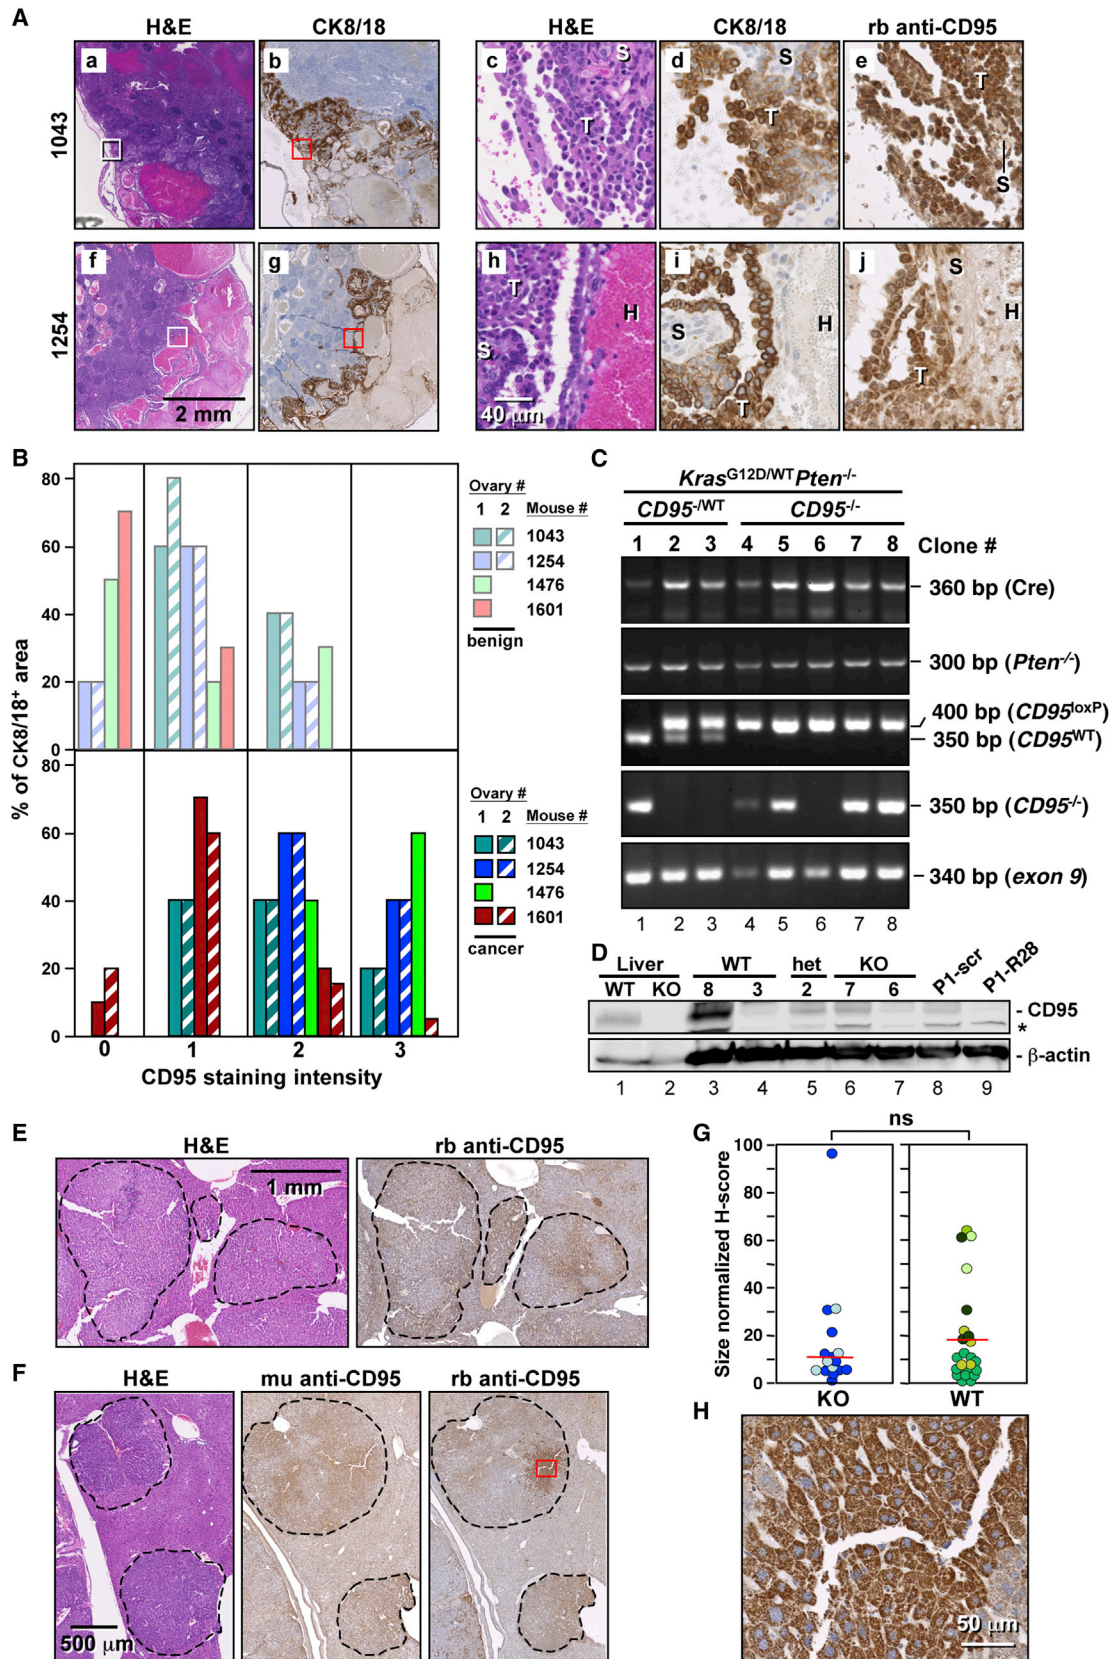 A
H&E CK8/18 H&E CK8/18 rb anti-CD95
1043
a b c d e
S T S T T S
1254
f g h i j
2 mm
T S H 40 µm
S H T
S H T
B
% of CK8/18+ area
80
60
40
20
0
80
60
40
20
0
0 1 2 3
CD95 staining intensity
Ovary #
1 2 Mouse #
1043
1254
1476
1601
benign
Ovary #
1 2 Mouse #
1043
1254
1476
1601
cancer
C
KrasG12D/WTPten-/-
CD95-/WT CD95-/-
1 2 3 4 5 6 7 8 Clone #
360 bp (Cre)
300 bp (Pten-/-)
400 bp (CD95loxP)
350 bp (CD95WT)
350 bp (CD95-/-)
340 bp (exon 9)
1 2 3 4 5 6 7 8
D
Liver WT het KO P1-scr P1-R28
WT KO 8 3 2 7 6
- CD95
*
- β-actin
1 2 3 4 5 6 7 8 9
E
H&E rb anti-CD95
1 mm
F
H&E mu anti-CD95 rb anti-CD95
500 µm
G
ns
Size normalized H-score
100
80
60
40
20
0
KO WT
H
50 µm